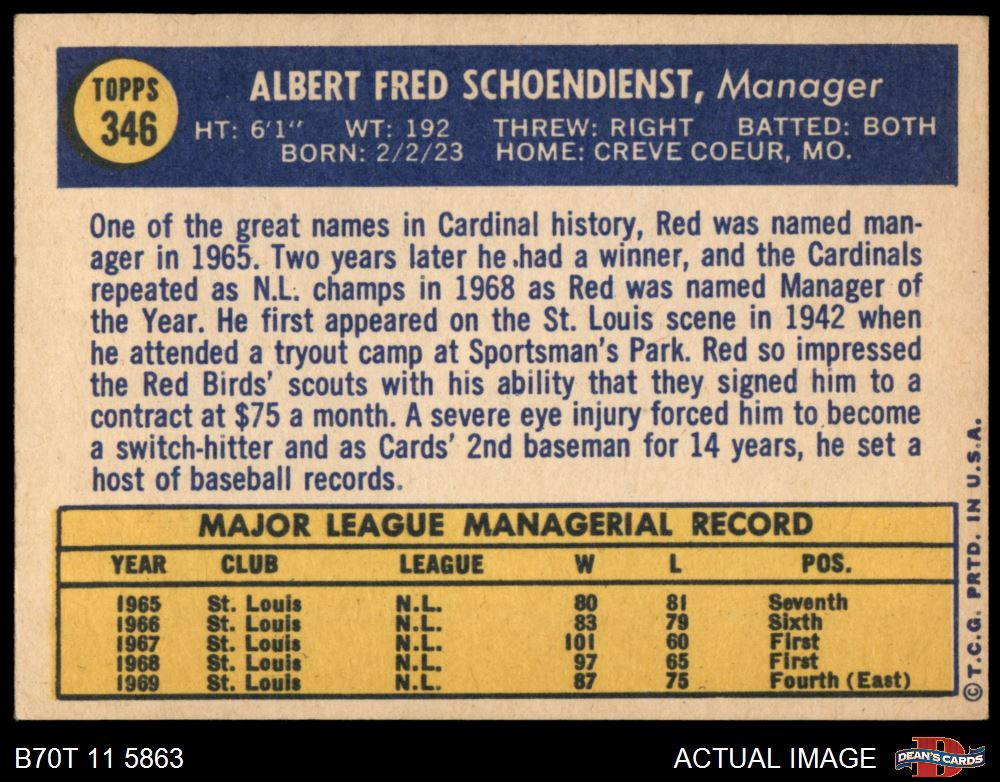 TOPPS
346
ALBERT FRED SCHOENDIENST, Manager
HT: 6'1" WT: 192 THREW: RIGHT BATTED: BOTH
BORN: 2/2/23 HOME: CREVE COEUR, MO.
One of the great names in Cardinal history, Red was named man-
ager in 1965. Two years later he had a winner, and the Cardinals
repeated as N.L. champs in 1968 as Red was named Manager of
the Year. He first appeared on the St. Louis scene in 1942 when
he attended a tryout camp at Sportsman's Park. Red so impressed
the Red Birds' scouts with his ability that they signed him to a
contract at $75 a month. A severe eye injury forced him to become
a switch-hitter and as Cards' 2nd baseman for 14 years, he set a
host of baseball records.
MAJOR LEAGUE MANAGERIAL RECORD
YEAR CLUB LEAGUE W L POS.
1965 St. Louis N.L. 80 81 Seventh
1966 St. Louis N.L. 83 79 Sixth
1967 St. Louis N.L. 101 60 First
1968 St. Louis N.L. 97 65 First
1969 St. Louis N.L. 87 75 Fourth (East)
© T.C.G. PRTD. IN U.S.A.
B70T 11 5863
ACTUAL IMAGE
D
DEAN'S CARDS